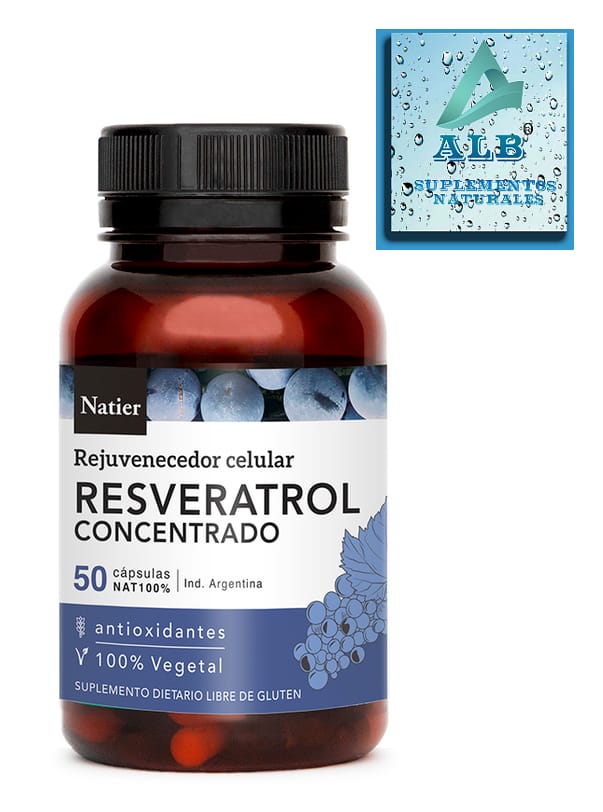 ALB®
SUPLEMENTOS
NATURALES
Natier
Rejuvenecedor celular
RESVERATROL
CONCENTRADO
50 cápsulas
NAT100%
Ind. Argentina
antioxidantes
100% Vegetal
SUPLEMENTO DIETARIO LIBRE DE GLUTEN